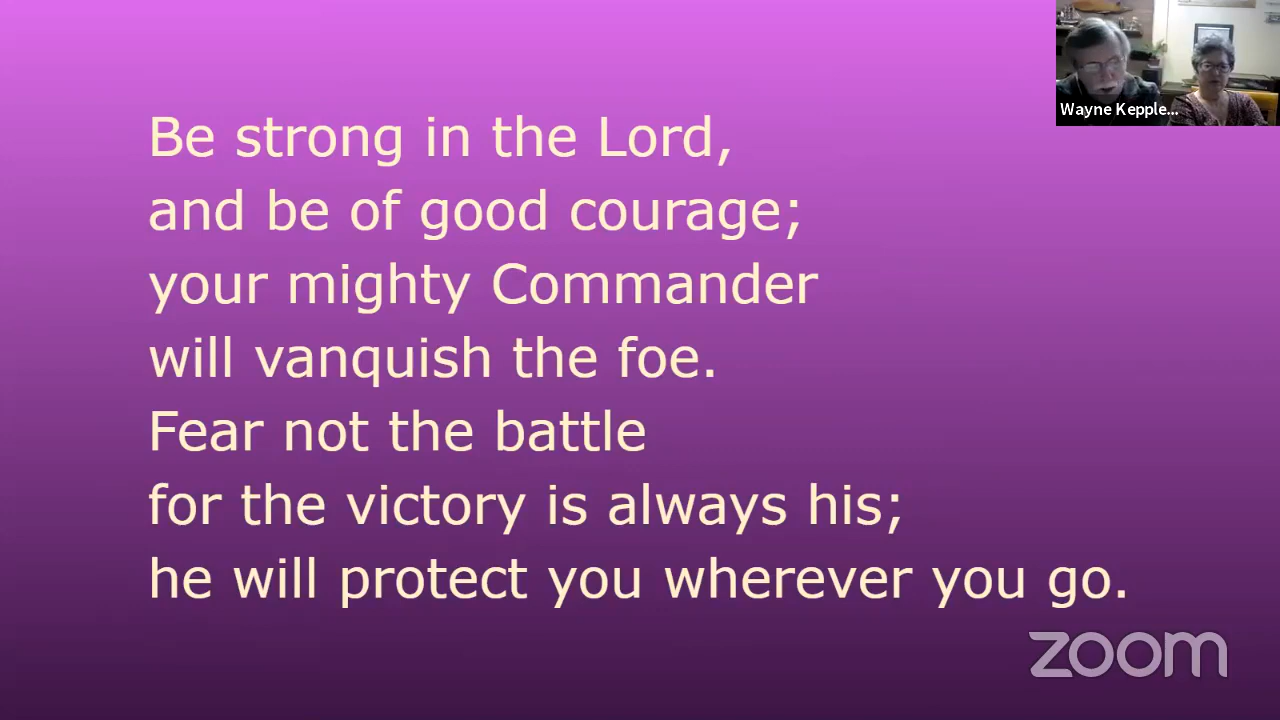 Wayne Kepple...
Be strong in the Lord,
and be of good courage;
your mighty Commander
will vanquish the foe.
Fear not the battle
for the victory is always his;
he will protect you wherever you go.
zoom